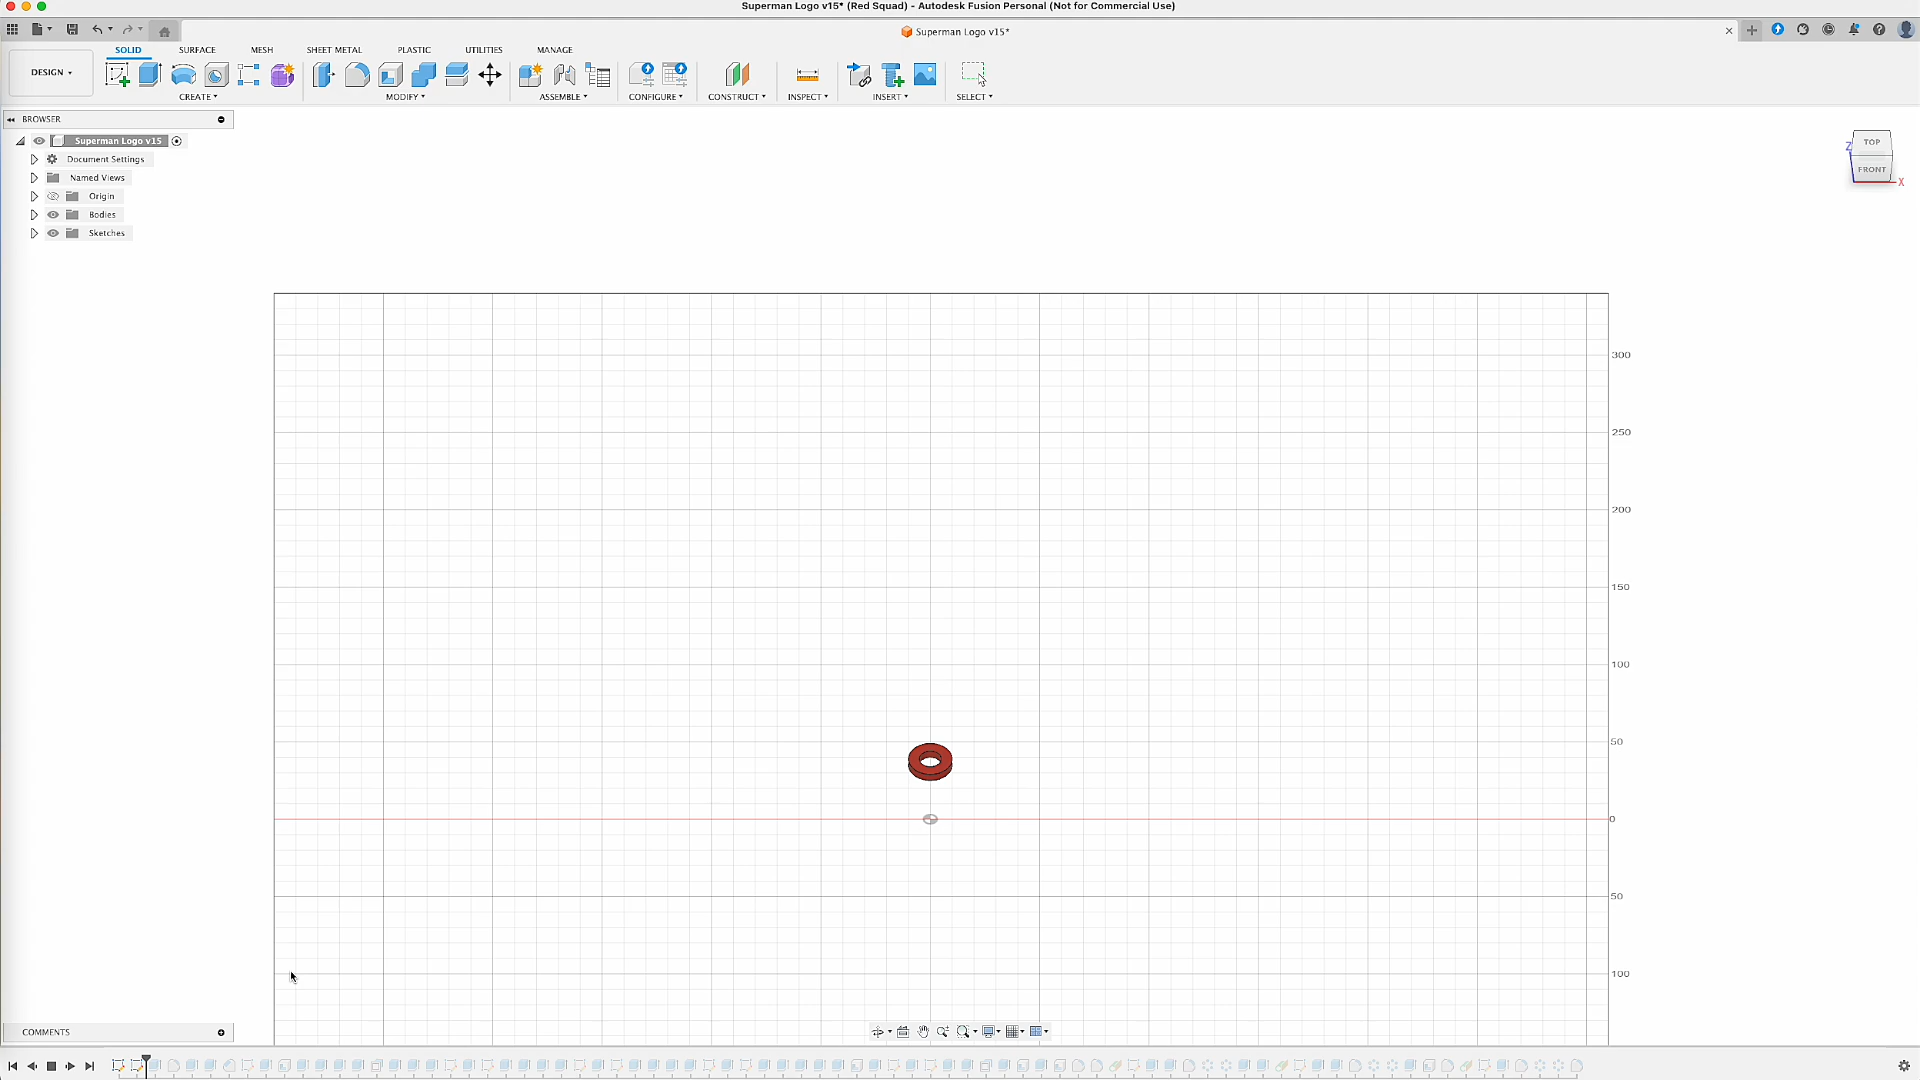 Superman Logo v15* (Red Squad) - Autodesk Fusion Personal (Not for Commercial Use)
Superman Logo v15*
SOLID SURFACE MESH SHEET METAL PLASTIC UTILITIES MANAGE
DESIGN
CREATE MODIFY ASSEMBLE CONFIGURE CONSTRUCT INSPECT INSERT SELECT
BROWSER
Superman Logo v15
Document Settings
Named Views
Origin
Bodies
Sketches
TOP
Z
FRONT
X
300
250
200
150
100
50
0
50
100
COMMENTS